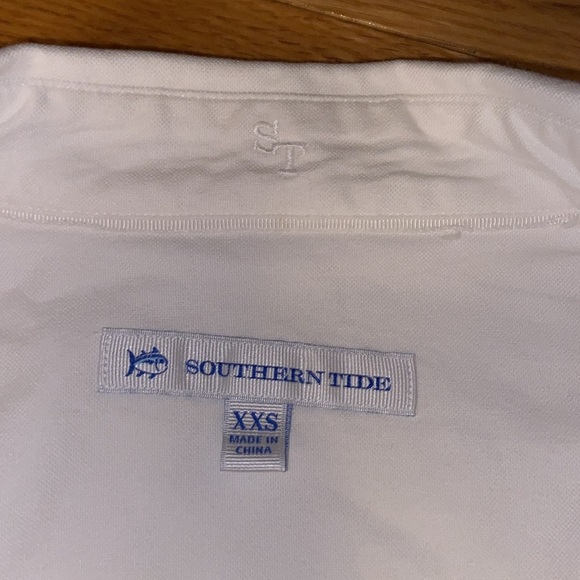 ST
SOUTHERN TIDE
XXS
MADE IN
CHINA